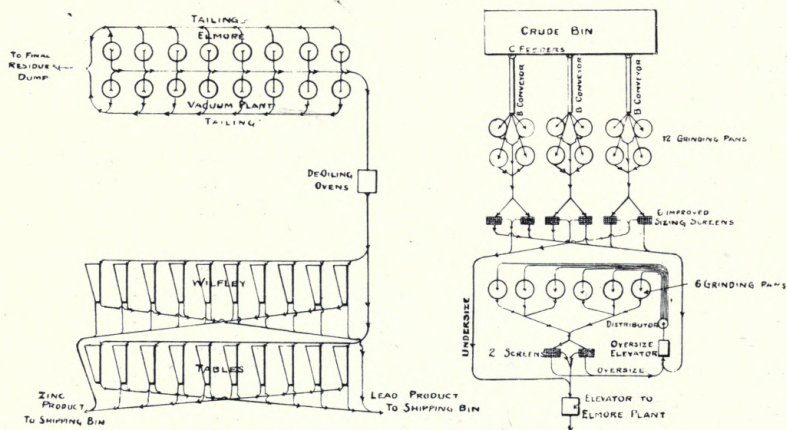 TAILINGS
ELMORE
TO FINAL
RESIDUE
DUMP
VACUUM PLANT
TAILING
DE-OILING
OVENS
WILFLEY
TABLES
ZINC
PRODUCT
TO SHIPPING BIN
LEAD PRODUCT
TO SHIPPING BIN
CRUDE BIN
C FEEDERS
B CONVEYOR
B CONVEYOR
B CONVEYOR
12 GRINDING PANS
6 IMPROVED
SIZING SCREENS
6 GRINDING PANS
DISTRIBUTOR
UNDERSIZE
OVERSIZE
ELEVATOR
2 SCREENS
OVERSIZE
ELEVATOR TO
ELMORE PLANT